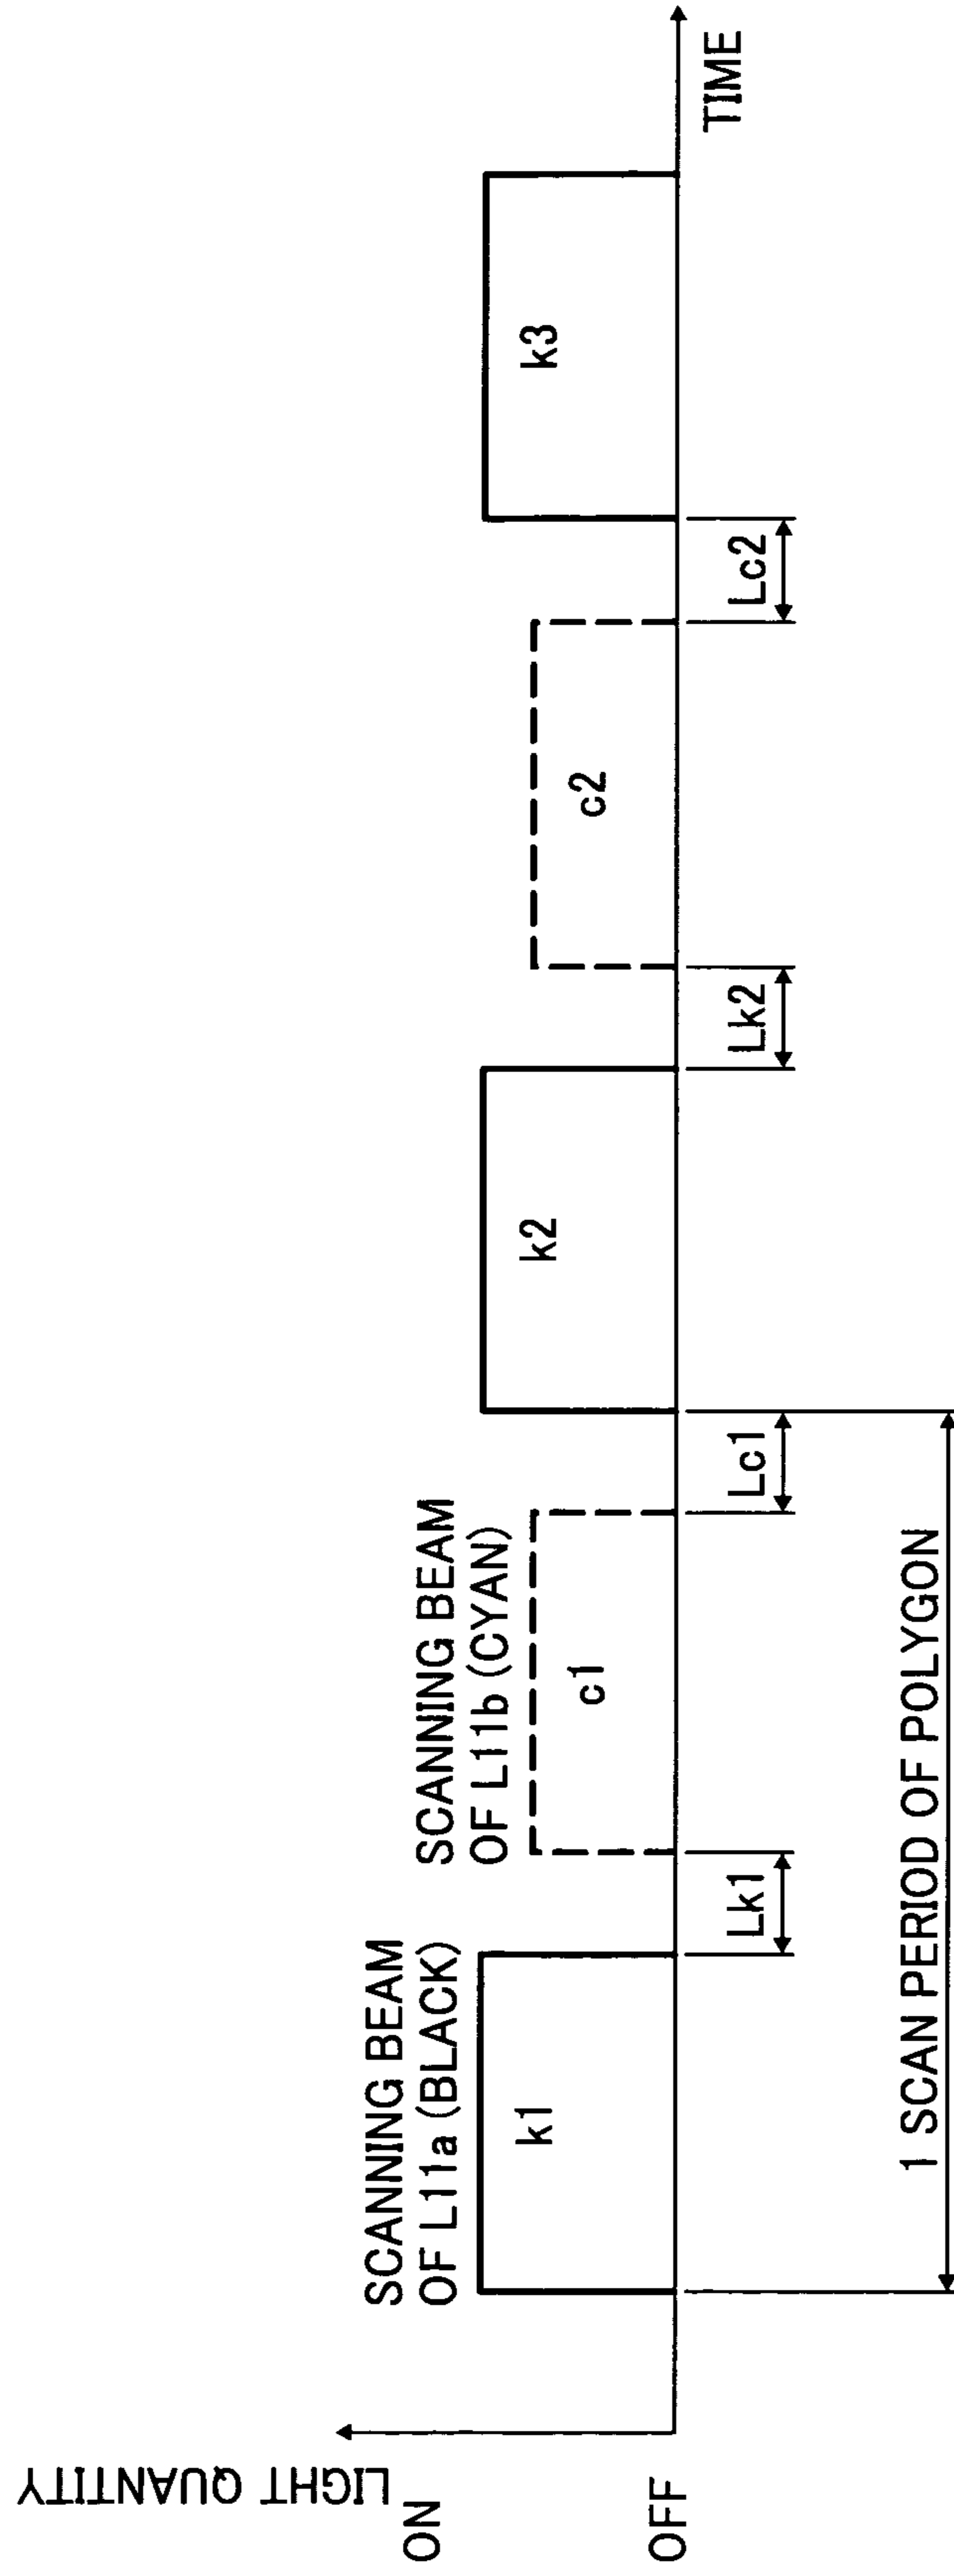 LIGHT QUANTITY
ON
OFF
SCANNING BEAM
OF L11a (BLACK)
SCANNING BEAM
OF L11b (CYAN)
k1
c1
k2
c2
k3
Lk1
Lc1
Lk2
Lc2
TIME
1 SCAN PERIOD OF POLYGON